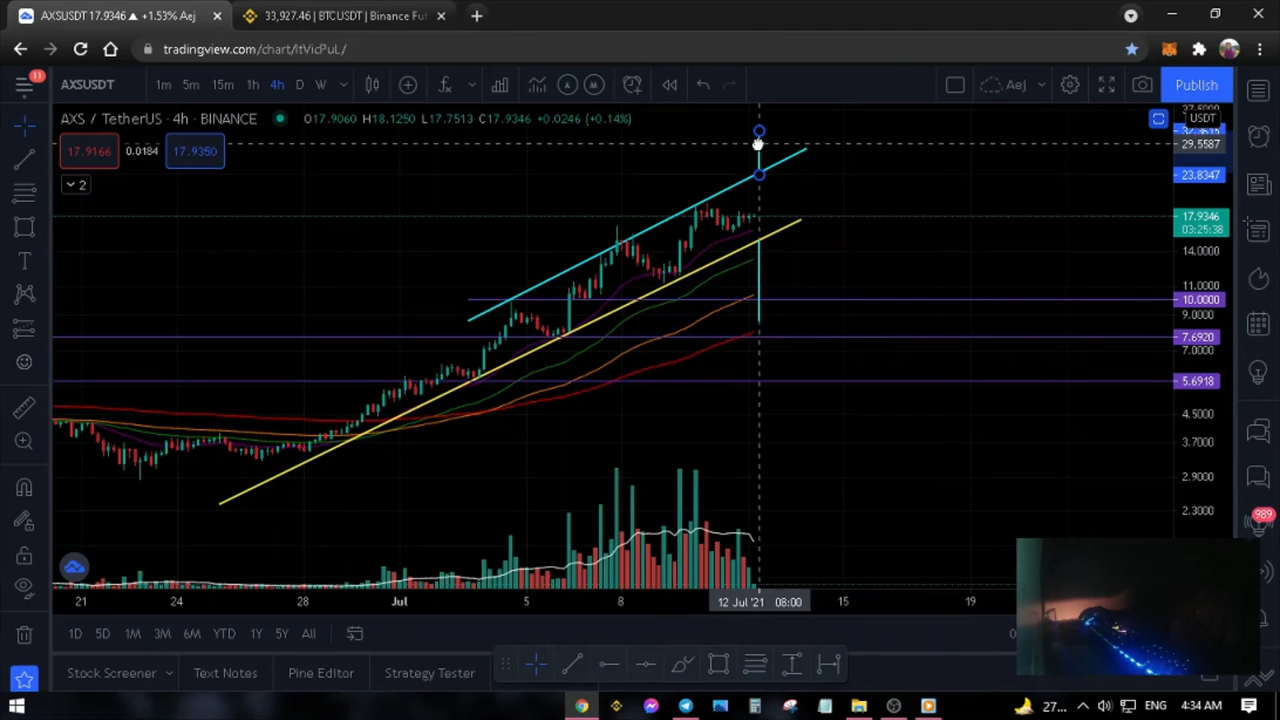 AXSUSDT 17.9346 ▲ +1.53% Aej
33,927.46 | BTCUSDT | Binance Fut
tradingview.com/chart/ltVicPuL/
11
AXSUSDT 1m 5m 15m 1h 4h D W Aej Publish
AXS / TetherUS · 4h · BINANCE O17.9060 H18.1250 L17.7513 C17.9346 +0.0246 (+0.14%)
USDT
17.9166 0.0184 17.9350
2
29.5587
23.8347
17.9346
03:25:38
14.0000
11.0000
10.0000
9.0000
7.6920
7.0000
5.6918
4.5000
3.7000
2.9000
2.3000
989
21 24 28 Jul 5 8 12 Jul '21 08:00 15 19
1D 5D 1M 3M 6M YTD 1Y 5Y All
Stock Screener Text Notes Pine Editor Strategy Tester
27... ENG 4:34 AM